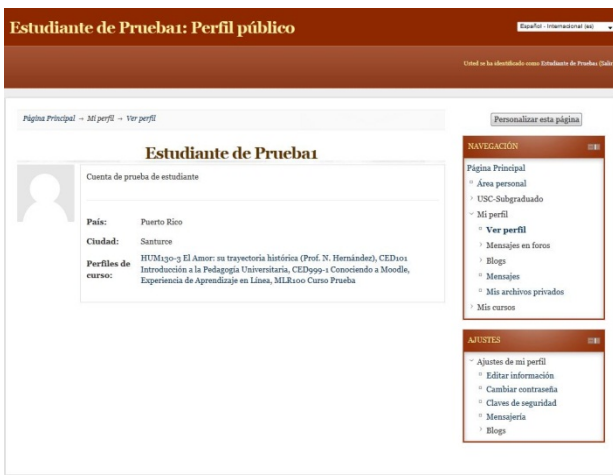 Estudiante de Prueba1: Perfil público
Español - Internacional (es)
Usted se ha identificado como Estudiante de Prueba1 (Salir
Página Principal → Mi perfil → Ver perfil
Personalizar esta página
Estudiante de Prueba1
Cuenta de prueba de estudiante
País: Puerto Rico
Ciudad: Santurce
Perfiles de curso: HUM130-3 El Amor: su trayectoria histórica (Prof. N. Hernández), CED101
Introducción a la Pedagogía Universitaria, CED999-1 Conociendo a Moodle,
Experiencia de Aprendizaje en Línea, MLR100 Curso Prueba
NAVEGACIÓN
Página Principal
Área personal
USC-Subgraduado
Mi perfil
Ver perfil
Mensajes en foros
Blogs
Mensajes
Mis archivos privados
Mis cursos
AJUSTES
Ajustes de mi perfil
Editar información
Cambiar contraseña
Claves de seguridad
Mensajería
Blogs